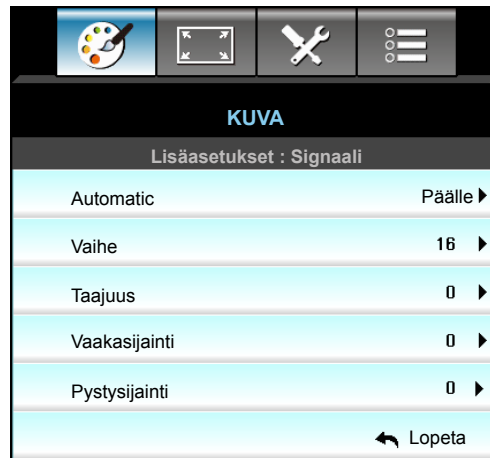 KUVA
Lisäasetukset : Signaali
Automatic Päälle
Vaihe 16
Taajuus 0
Vaakasijainti 0
Pystysijainti 0
Lopeta